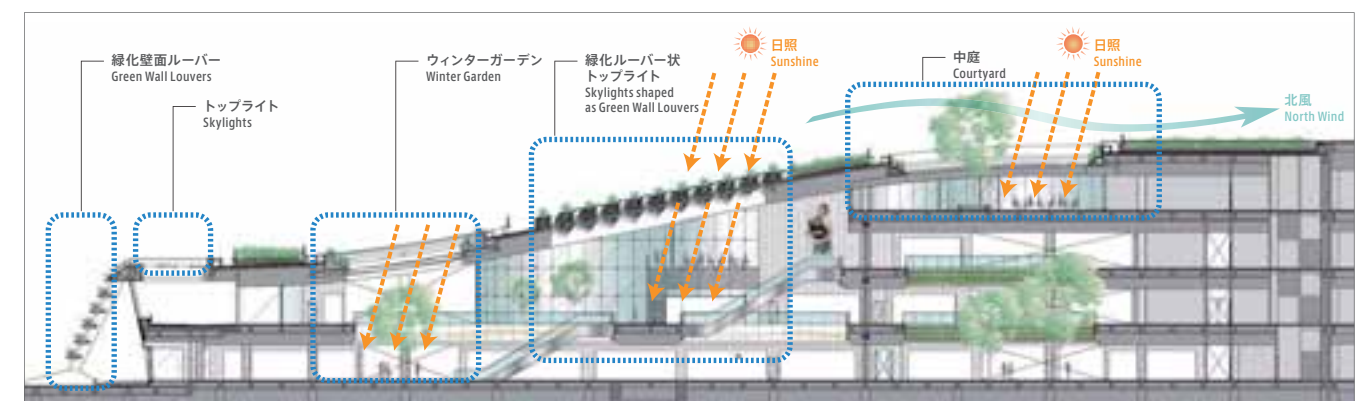 緑化壁面ルーバー
Green Wall Louvers
トップライト
Skylights
ウィンターガーデン
Winter Garden
緑化ルーバー状
トップライト
Skylights shaped
as Green Wall Louvers
日照
Sunshine
中庭
Courtyard
日照
Sunshine
北風
North Wind